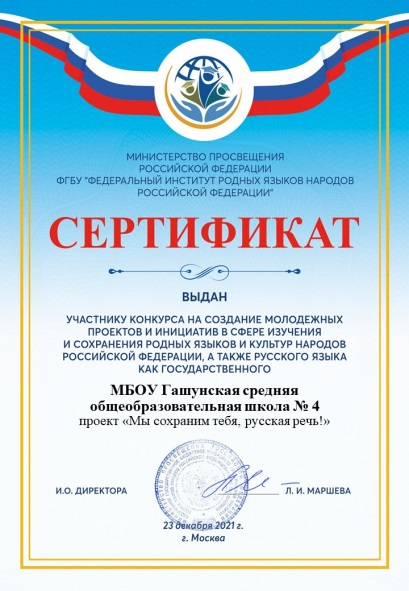 МИНИСТЕРСТВО ПРОСВЕЩЕНИЯ
РОССИЙСКОЙ ФЕДЕРАЦИИ
ФГБУ "ФЕДЕРАЛЬНЫЙ ИНСТИТУТ РОДНЫХ ЯЗЫКОВ НАРОДОВ
РОССИЙСКОЙ ФЕДЕРАЦИИ"
СЕРТИФИКАТ
ВЫДАН
УЧАСТНИКУ КОНКУРСА НА СОЗДАНИЕ МОЛОДЕЖНЫХ
ПРОЕКТОВ И ИНИЦИАТИВ В СФЕРЕ ИЗУЧЕНИЯ
И СОХРАНЕНИЯ РОДНЫХ ЯЗЫКОВ И КУЛЬТУР НАРОДОВ
РОССИЙСКОЙ ФЕДЕРАЦИИ, А ТАКЖЕ РУССКОГО ЯЗЫКА
КАК ГОСУДАРСТВЕННОГО
МБОУ Гашунская средняя
общеобразовательная школа № 4
проект «Мы сохраним тебя, русская речь!»
И.О. ДИРЕКТОРА
Л. И. МАРШЕВА
23 декабря 2021 г.
г. Москва